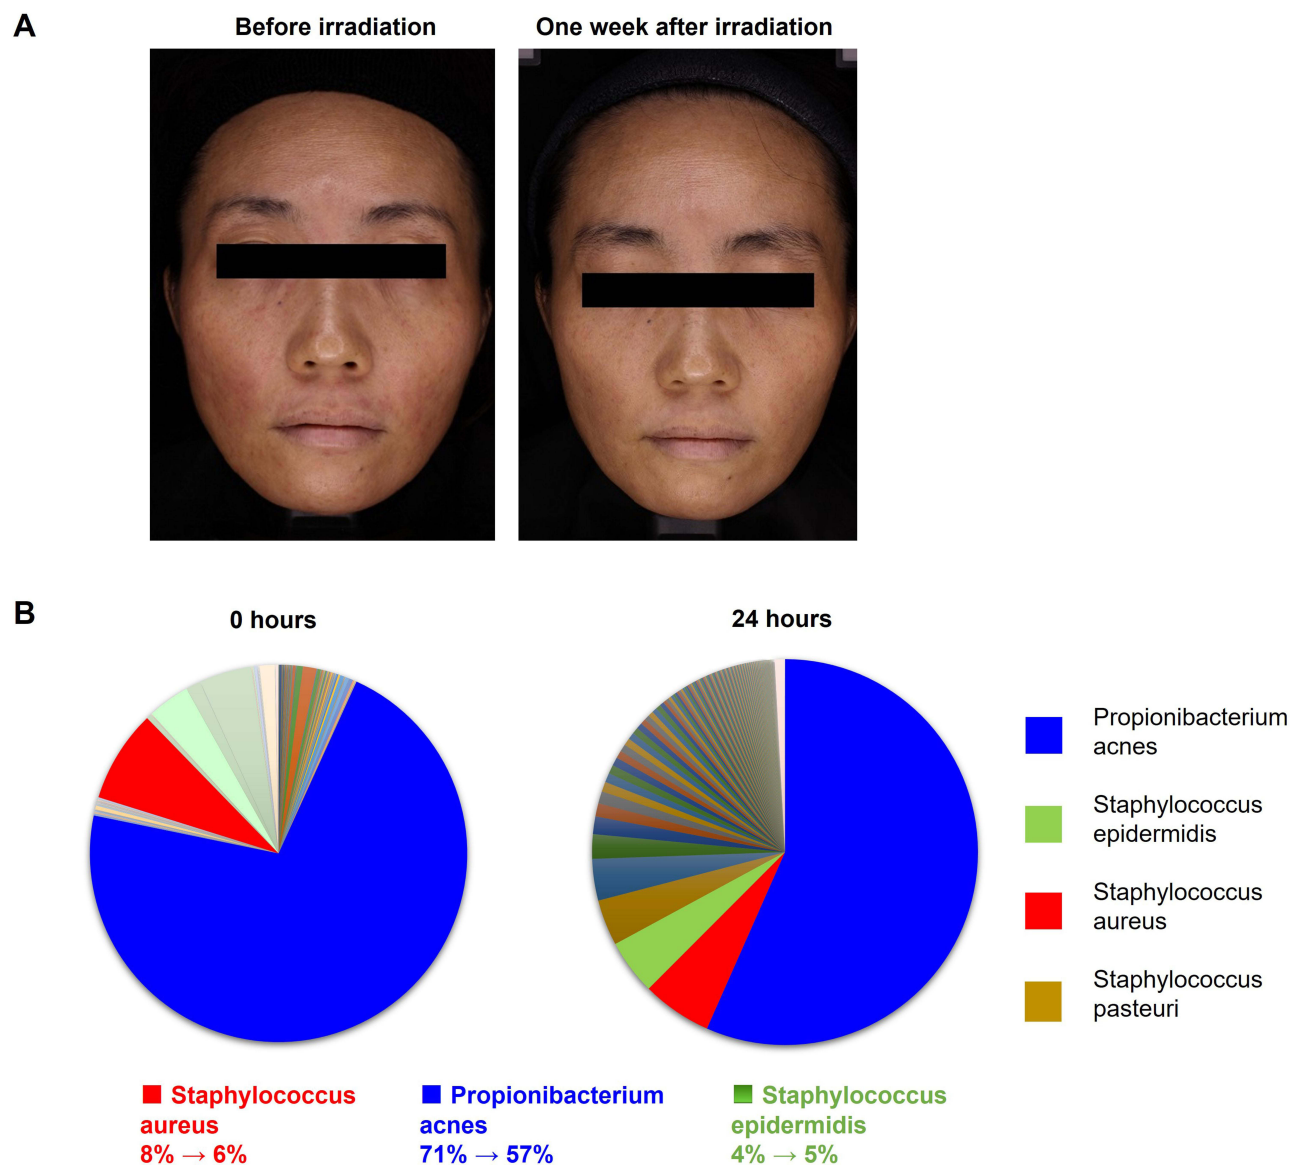 A
Before irradiation
One week after irradiation
B
0 hours
24 hours
Propionibacterium
acnes
Staphylococcus
epidermidis
Staphylococcus
aureus
Staphylococcus
pasteuri
Staphylococcus
aureus
8% → 6%
Propionibacterium
acnes
71% → 57%
Staphylococcus
epidermidis
4% → 5%